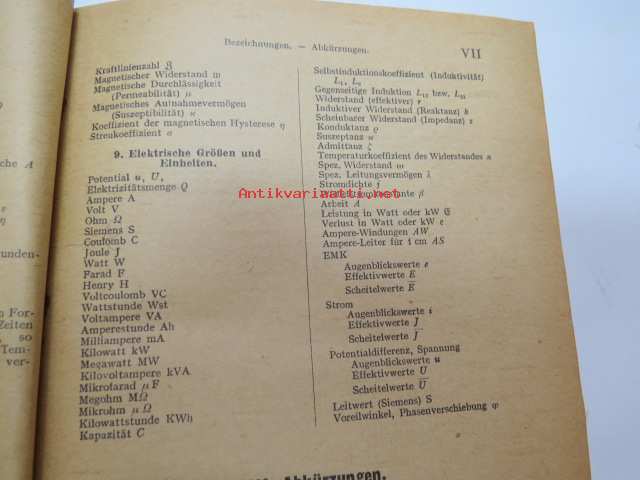 Bezeichnungen. — Abkürzungen.
VII
Kraftlinienzahl
Magnetischer Widerstand
Magnetische Durchlässigkeit
(Permeabilität) μ
Magnetisches Aufnahmevermögen
(Suszeptibilität) κ
Koeffizient der magnetischen Hysterese η
Streukoeffizient σ
9. Elektrische Größen und
Einheiten.
Potential u, U,
Elektrizitätsmenge Q
Ampere A
Volt V
Ohm Ω
Siemens S
Coulomb C
Joule J
Watt W
Farad F
Henry H
Voltcoulomb VC
Wattstunde Wst
Voltampere VA
Amperestunde Ah
Milliampere mA
Kilowatt kW
Megawatt MW
Kilovoltampere kVA
Mikrofarad μ F
Megohm MΩ
Mikrohm μ Ω
Kilowattstunde KWh
Kapazität C
Selbstinduktionskoeffizient (Induktivität)
L₁, L₂
Gegenseitige Induktion L₁₂ bzw. L₂₁
Widerstand (effektiver) r
Induktiver Widerstand (Reaktanz)
Scheinbarer Widerstand (Impedanz) z
Konduktanz ϱ
Suszeptanz
Admittanz ζ
Temperaturkoeffizient des Widerstandes α
Spez. Widerstand
Spez. Leitungsvermögen λ
Stromdichte j
β
Arbeit A
Leistung in Watt oder kW
Verlust in Watt oder kW
Ampere-Windungen AW
Ampere-Leiter für 1 cm AS
EMK
Augenblickswerte e
Effektivwerte E
Scheitelwerte E̅
Strom
Augenblickswerte i
Effektivwerte J
Scheitelwerte J̅
Potentialdifferenz, Spannung
Augenblickswerte u
Effektivwerte U
Scheitelwerte U̅
Leitwert (Siemens) S
Voreilwinkel, Phasenverschiebung φ
Antikvariaatti.net
Abkürzungen.